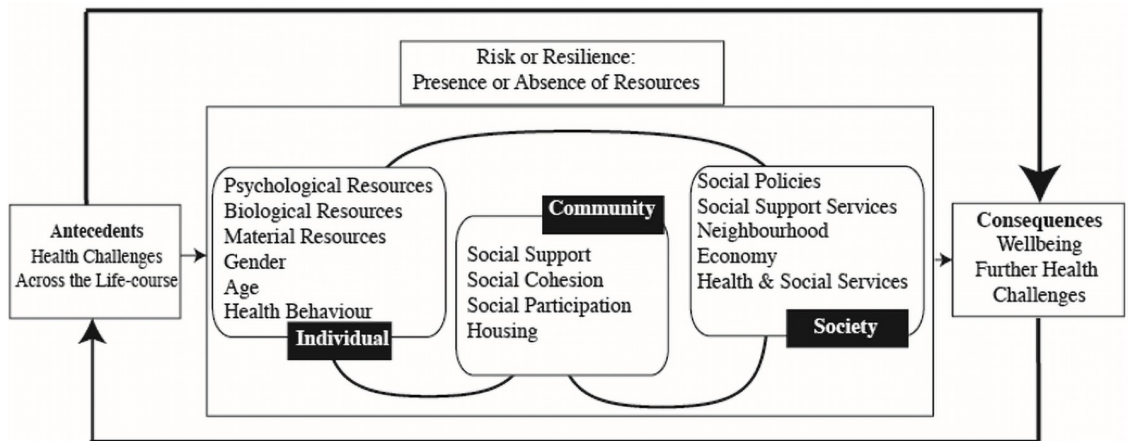 Risk or Resilience:
Presence or Absence of Resources
Antecedents
Health Challenges
Across the Life-course
Psychological Resources
Biological Resources
Material Resources
Gender
Age
Health Behaviour
Individual
Community
Social Support
Social Cohesion
Social Participation
Housing
Social Policies
Social Support Services
Neighbourhood
Economy
Health & Social Services
Society
Consequences
Wellbeing
Further Health
Challenges